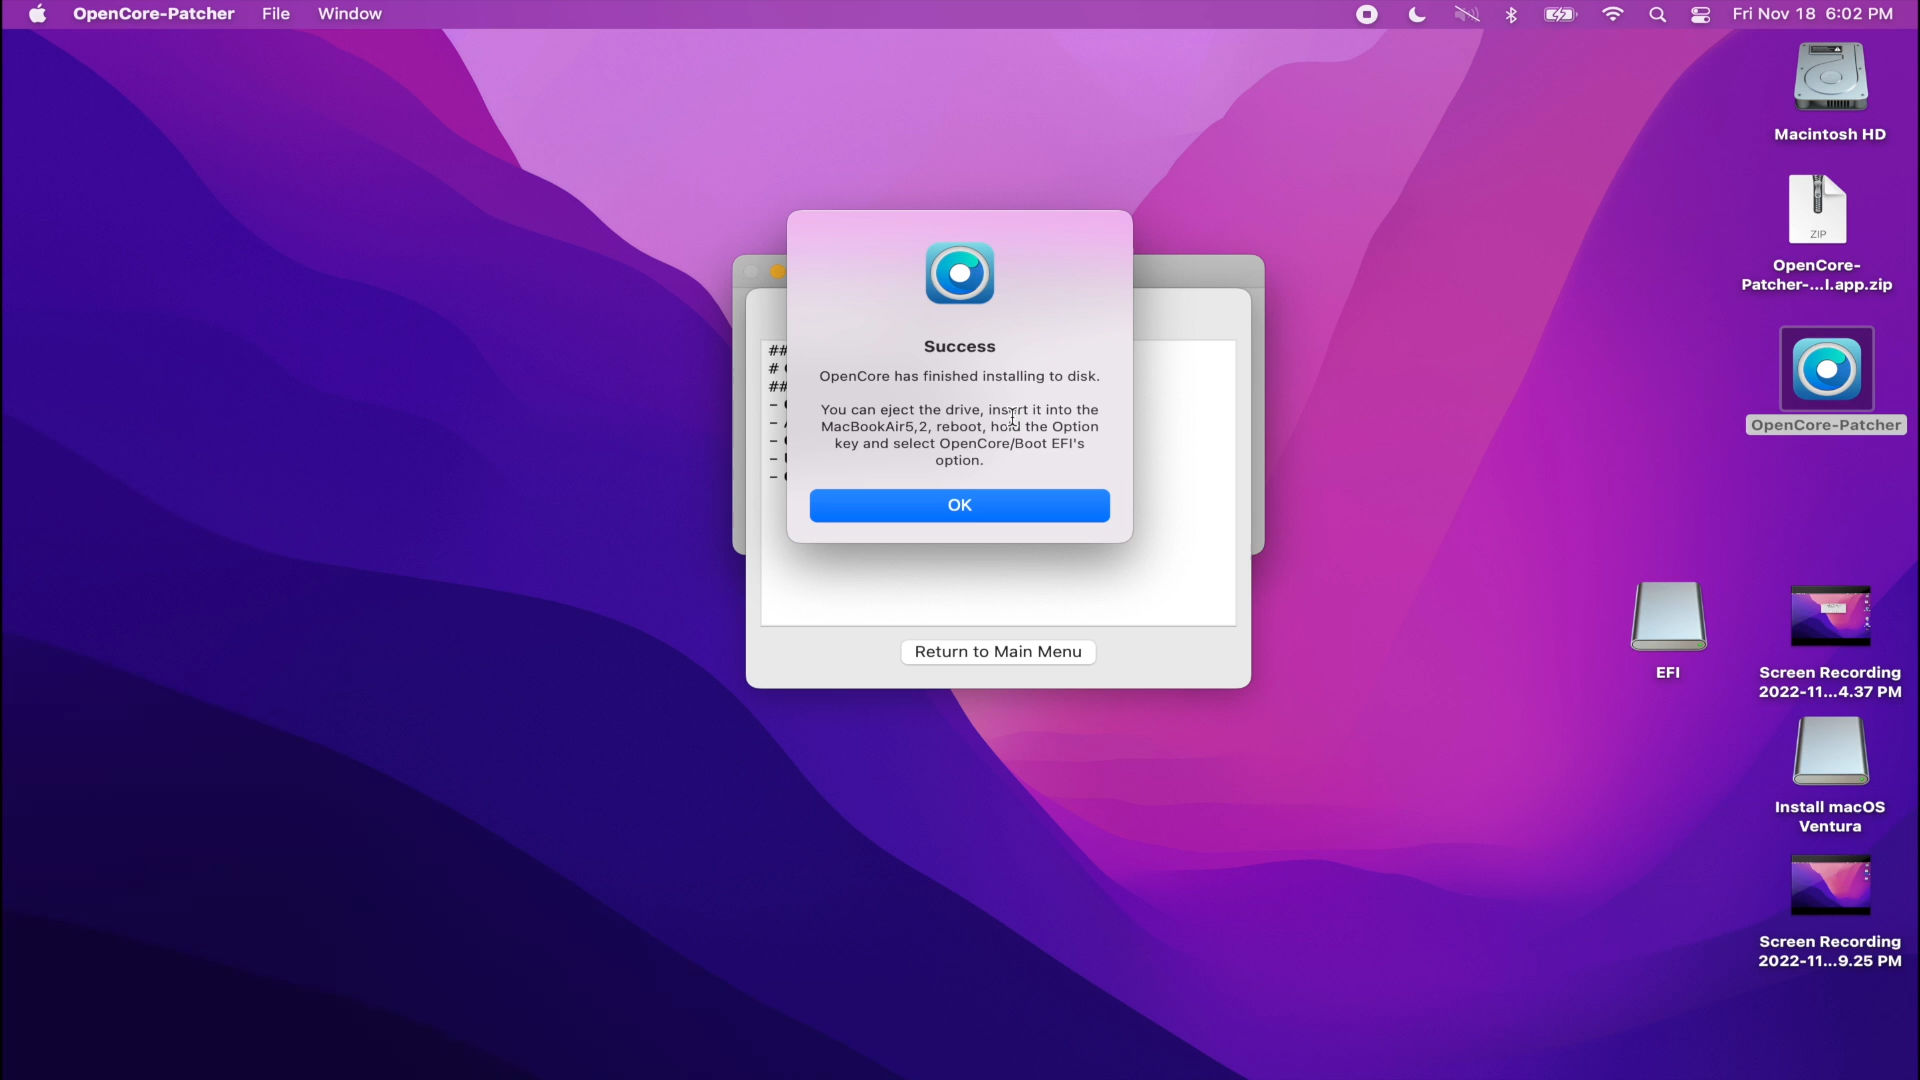 OpenCore-Patcher File Window
Fri Nov 18 6:02 PM
Macintosh HD
ZIP
OpenCore-
Patcher-...l.app.zip
OpenCore-Patcher
Success
OpenCore has finished installing to disk.
You can eject the drive, insert it into the
MacBookAir5,2, reboot, hold the Option
key and select OpenCore/Boot EFI's
option.
OK
##
#
##
-
-
-
-
-
Return to Main Menu
EFI
Screen Recording
2022-11...4.37 PM
Install macOS
Ventura
Screen Recording
2022-11...9.25 PM